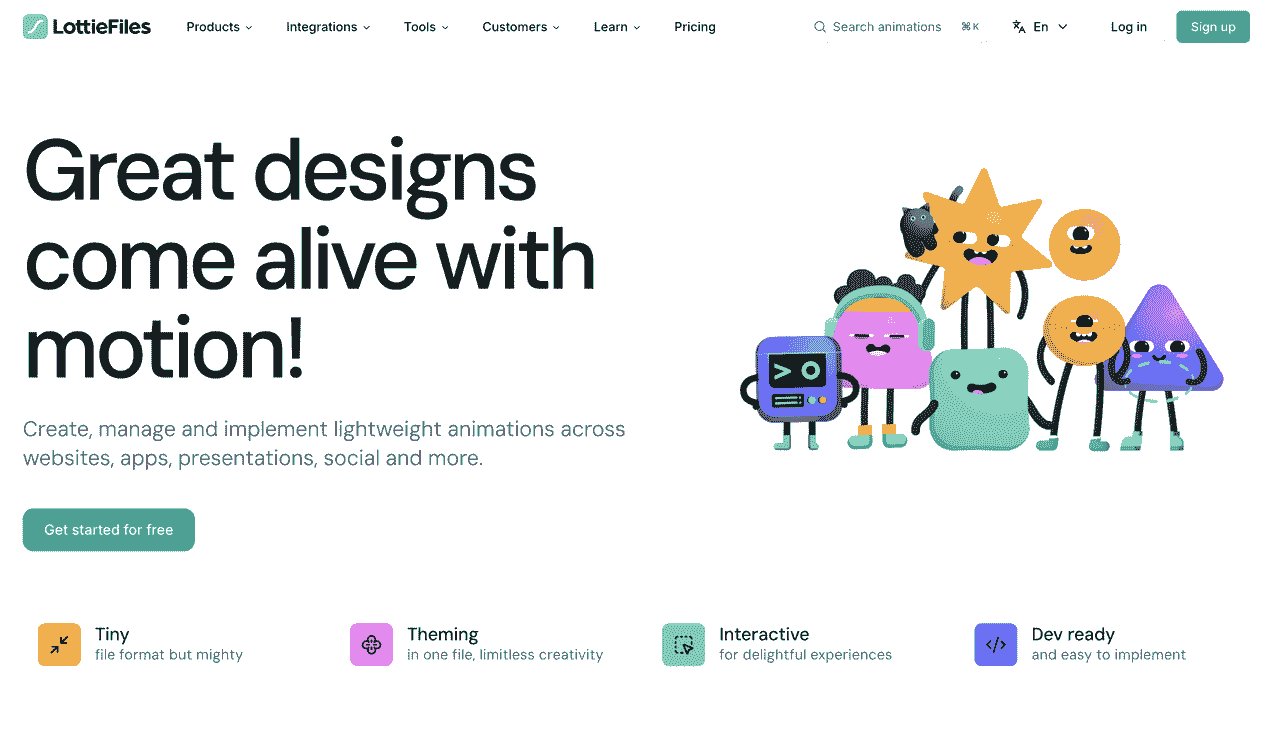 LottieFiles
Products
Integrations
Tools
Customers
Learn
Pricing
Search animations
⌘ K
En
Log in
Sign up
Great designs
come alive with
motion!
Create, manage and implement lightweight animations across
websites, apps, presentations, social and more.
Get started for free
Tiny
file format but mighty
Theming
in one file, limitless creativity
Interactive
for delightful experiences
Dev ready
and easy to implement